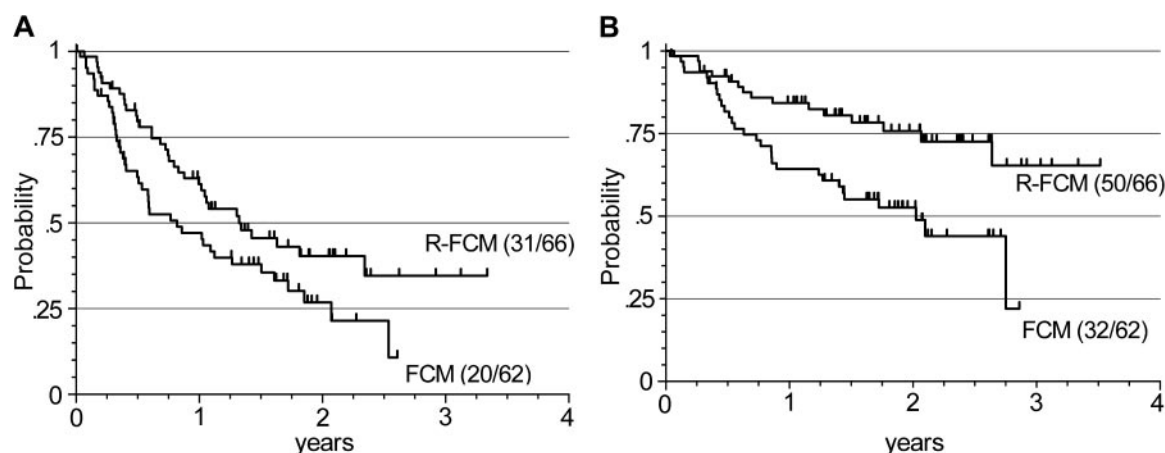 A
Probability
1
.75
.5
.25
0
R-FCM (31/66)
FCM (20/62)
0 1 2 3 4
years
B
Probability
1
.75
.5
.25
0
R-FCM (50/66)
FCM (32/62)
0 1 2 3 4
years